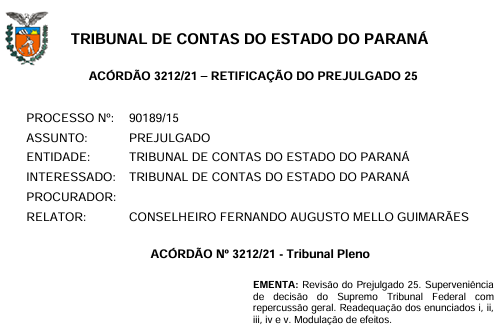 TRIBUNAL DE CONTAS DO ESTADO DO PARANÁ
ACÓRDÃO 3212/21 – RETIFICAÇÃO DO PREJULGADO 25
PROCESSO Nº: 90189/15
ASSUNTO: PREJULGADO
ENTIDADE: TRIBUNAL DE CONTAS DO ESTADO DO PARANÁ
INTERESSADO: TRIBUNAL DE CONTAS DO ESTADO DO PARANÁ
PROCURADOR:
RELATOR: CONSELHEIRO FERNANDO AUGUSTO MELLO GUIMARÃES
ACÓRDÃO Nº 3212/21 - Tribunal Pleno
EMENTA: Revisão do Prejulgado 25. Superveniência
de decisão do Supremo Tribunal Federal com
repercussão geral. Readequação dos enunciados i, ii,
iii, iv e v. Modulação de efeitos.